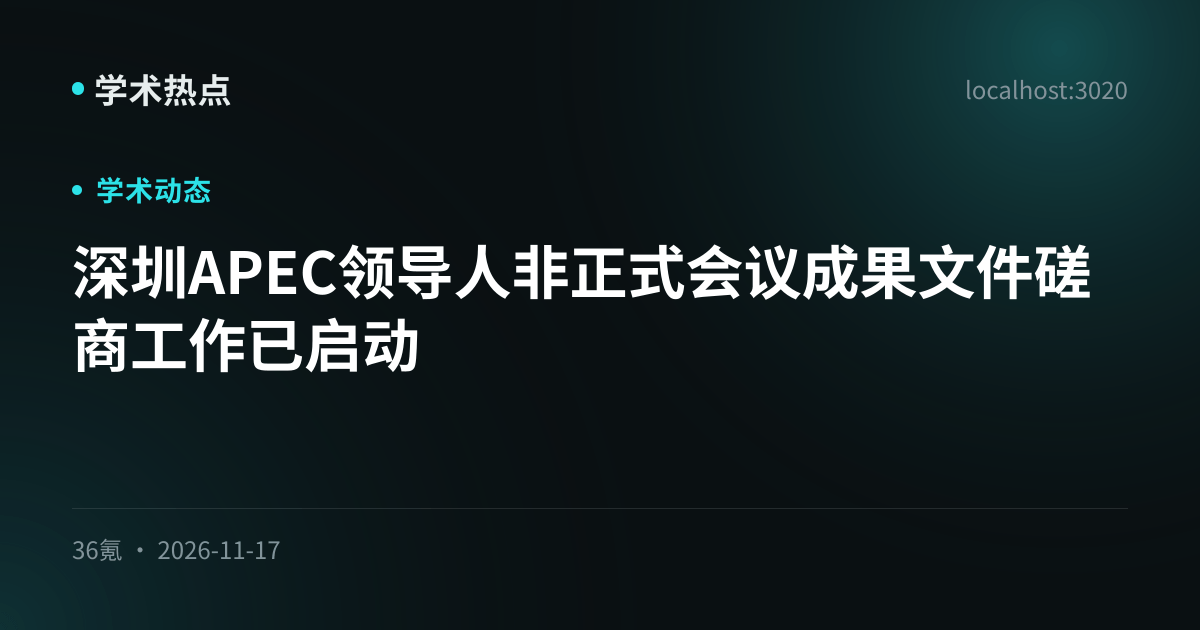 学术热点
localhost:3020
学术动态
深圳APEC领导人非正式会议成果文件磋
商工作已启动
36氪 · 2026-11-17